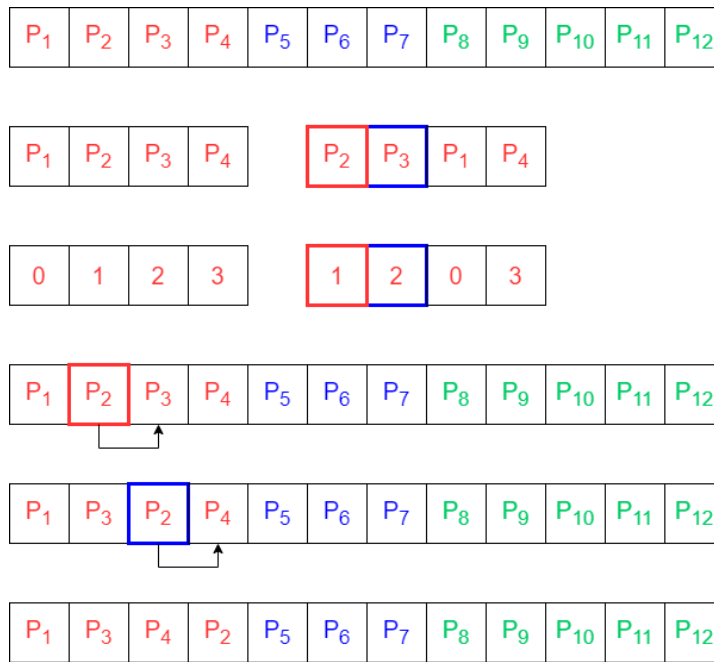 P₁ P₂ P₃ P₄ P₅ P₆ P₇ P₈ P₉ P₁₀ P₁₁ P₁₂
P₁ P₂ P₃ P₄ P₂ P₃ P₁ P₄
0 1 2 3 1 2 0 3
P₁ P₂ P₃ P₄ P₅ P₆ P₇ P₈ P₉ P₁₀ P₁₁ P₁₂
P₁ P₃ P₂ P₄ P₅ P₆ P₇ P₈ P₉ P₁₀ P₁₁ P₁₂
P₁ P₃ P₄ P₂ P₅ P₆ P₇ P₈ P₉ P₁₀ P₁₁ P₁₂